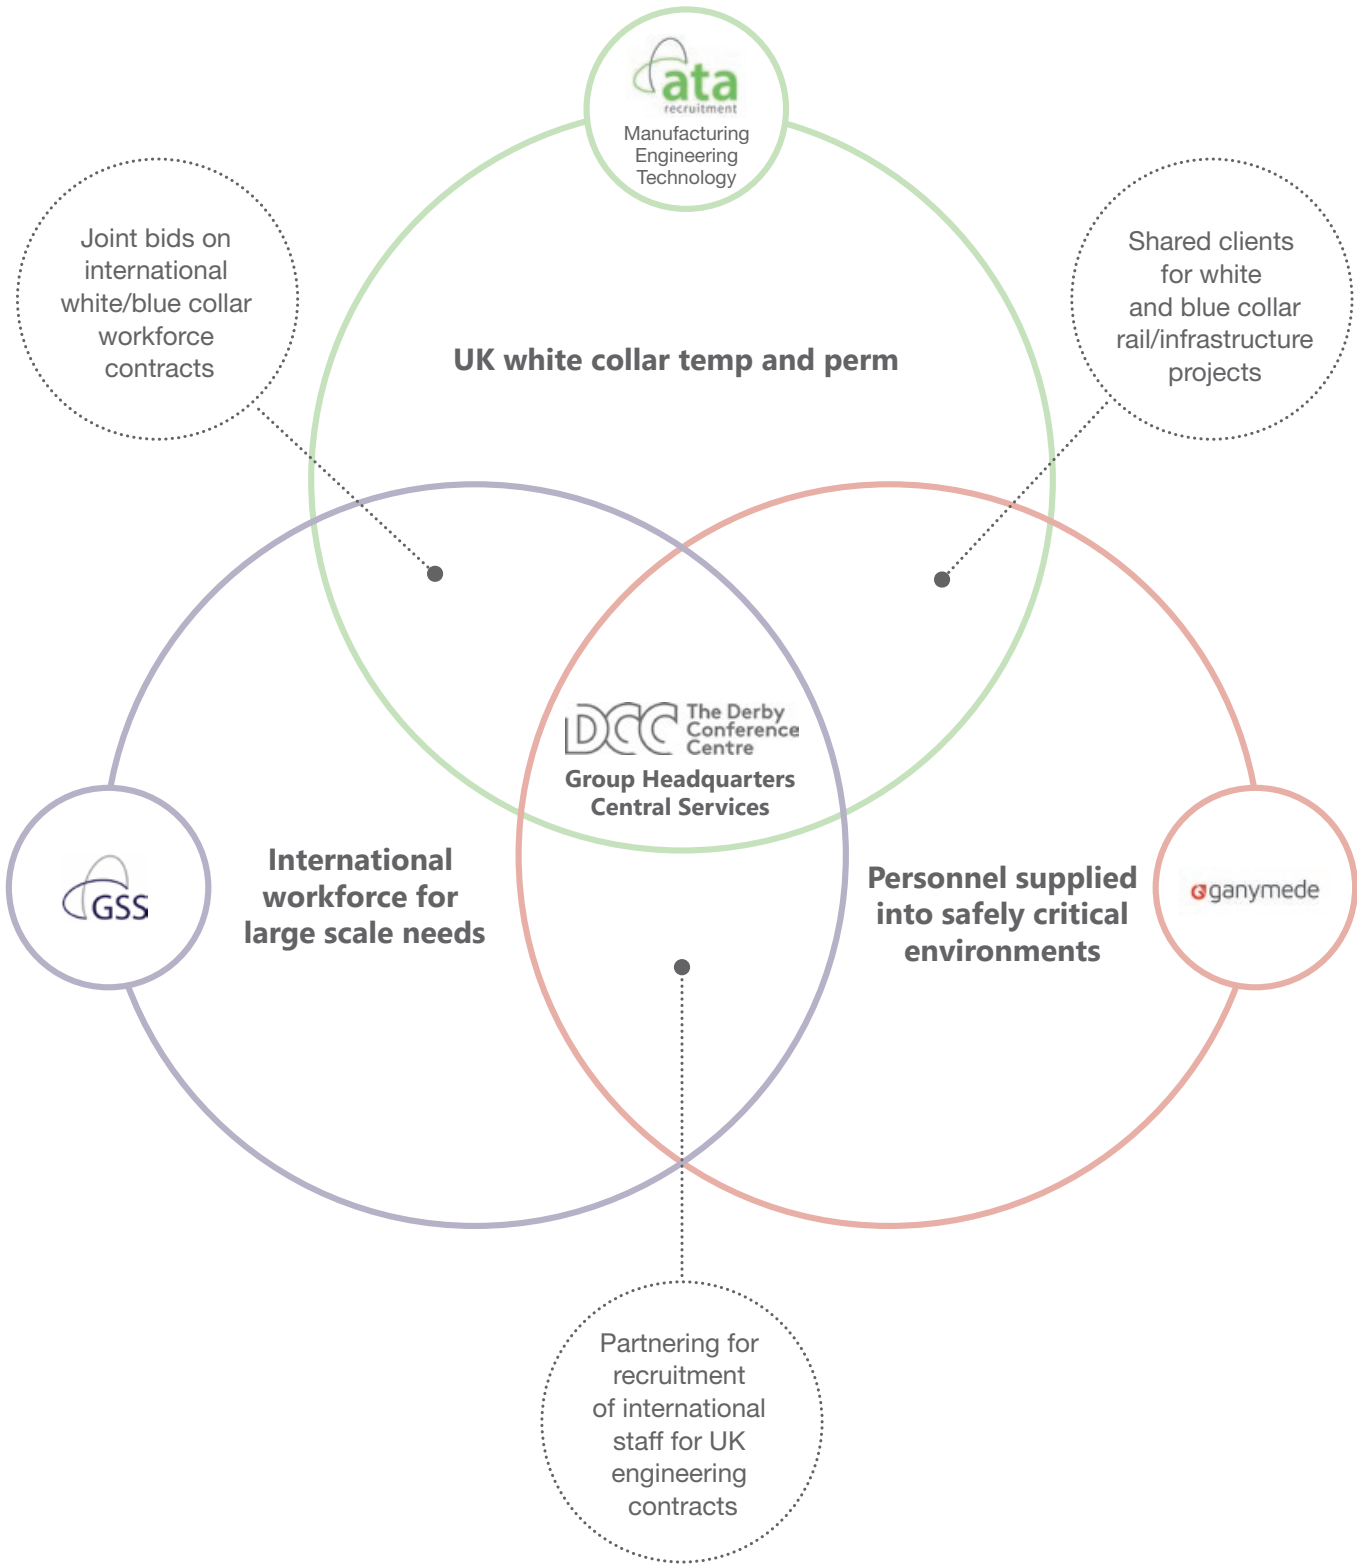 ata
recruitment
Manufacturing
Engineering
Technology
Joint bids on
international
white/blue collar
workforce
contracts
Shared clients
for white
and blue collar
rail/infrastructure
projects
UK white collar temp and perm
DCC The Derby
Conference
Centre
Group Headquarters
Central Services
GSS
International
workforce for
large scale needs
Personnel supplied
into safely critical
environments
ganymede
Partnering for
recruitment
of international
staff for UK
engineering
contracts